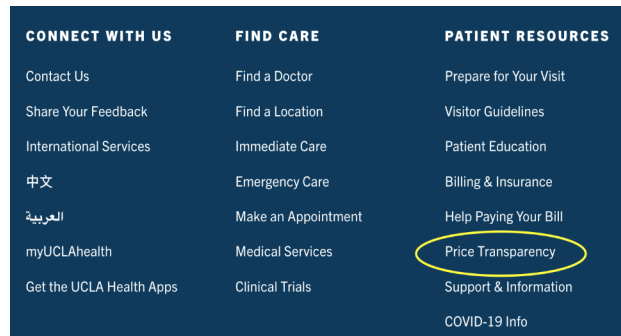 CONNECT WITH US
Contact Us
Share Your Feedback
International Services
中文
العربية
myUCLAhealth
Get the UCLA Health Apps
FIND CARE
Find a Doctor
Find a Location
Immediate Care
Emergency Care
Make an Appointment
Medical Services
Clinical Trials
PATIENT RESOURCES
Prepare for Your Visit
Visitor Guidelines
Patient Education
Billing & Insurance
Help Paying Your Bill
Price Transparency
Support & Information
COVID-19 Info